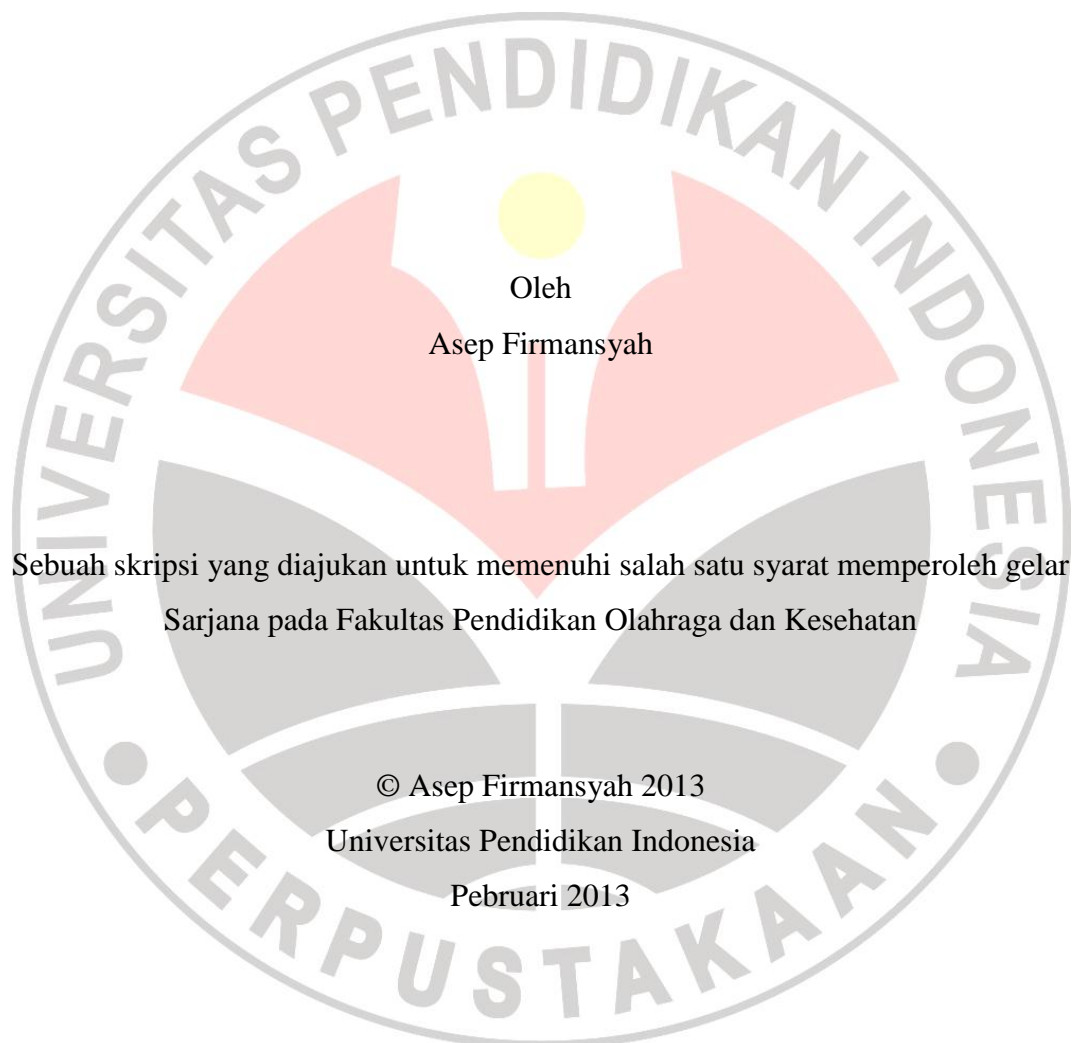 UNIVERSITAS PENDIDIKAN INDONESIA
Oleh
Asep Firmansyah
Sebuah skripsi yang diajukan untuk memenuhi salah satu syarat memperoleh gelar
Sarjana pada Fakultas Pendidikan Olahraga dan Kesehatan
© Asep Firmansyah 2013
Universitas Pendidikan Indonesia
Pebruari 2013
PERPUSTAKAAN